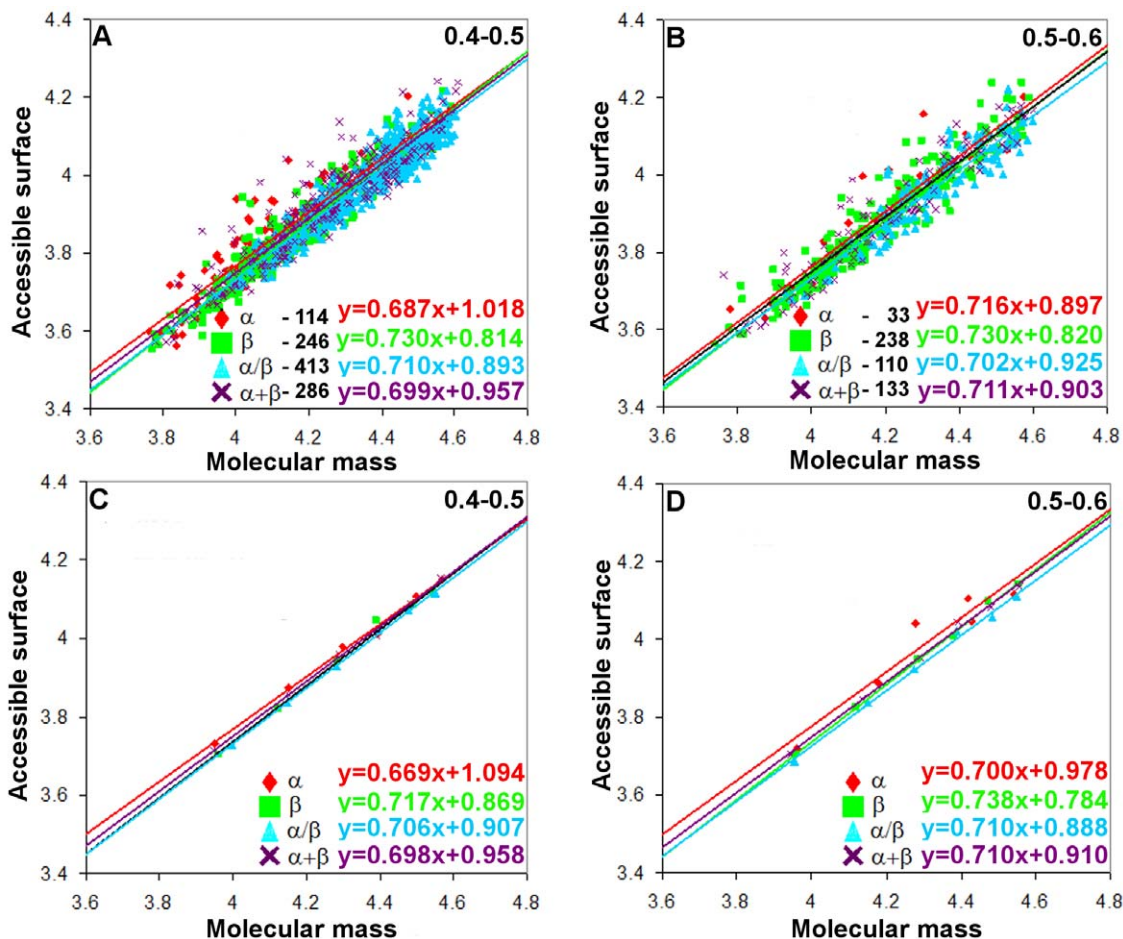 A
0.4-0.5
Accessible surface
4.4
4.2
4
3.8
3.6
3.4
α - 114 y=0.687x+1.018
β - 246 y=0.730x+0.814
α/β - 413 y=0.710x+0.893
α+β - 286 y=0.699x+0.957
3.6 3.8 4 4.2 4.4 4.6 4.8
Molecular mass
B
0.5-0.6
Accessible surface
4.4
4.2
4
3.8
3.6
3.4
α - 33 y=0.716x+0.897
β - 238 y=0.730x+0.820
α/β - 110 y=0.702x+0.925
α+β - 133 y=0.711x+0.903
3.6 3.8 4 4.2 4.4 4.6 4.8
Molecular mass
C
0.4-0.5
Accessible surface
4.4
4.2
4
3.8
3.6
3.4
α y=0.669x+1.094
β y=0.717x+0.869
α/β y=0.706x+0.907
α+β y=0.698x+0.958
3.6 3.8 4 4.2 4.4 4.6 4.8
Molecular mass
D
0.5-0.6
Accessible surface
4.4
4.2
4
3.8
3.6
3.4
α y=0.700x+0.978
β y=0.738x+0.784
α/β y=0.710x+0.888
α+β y=0.710x+0.910
3.6 3.8 4 4.2 4.4 4.6 4.8
Molecular mass